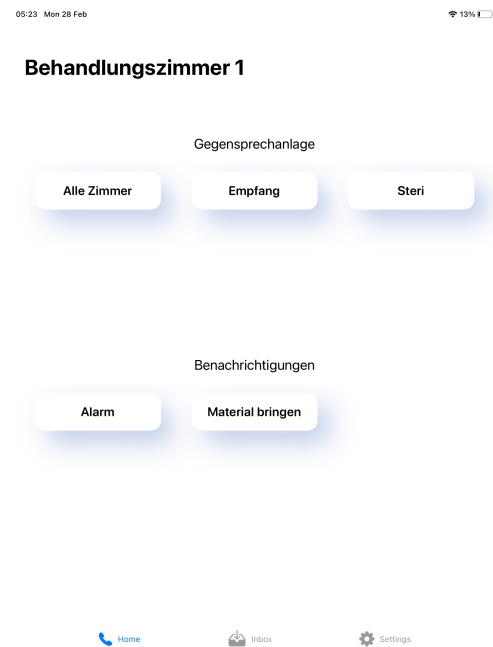 05:23 Mon 28 Feb 13%
Behandlungszimmer 1
Gegensprechanlage
Alle Zimmer Empfang Steri
Benachrichtigungen
Alarm Material bringen
Home Inbox Settings